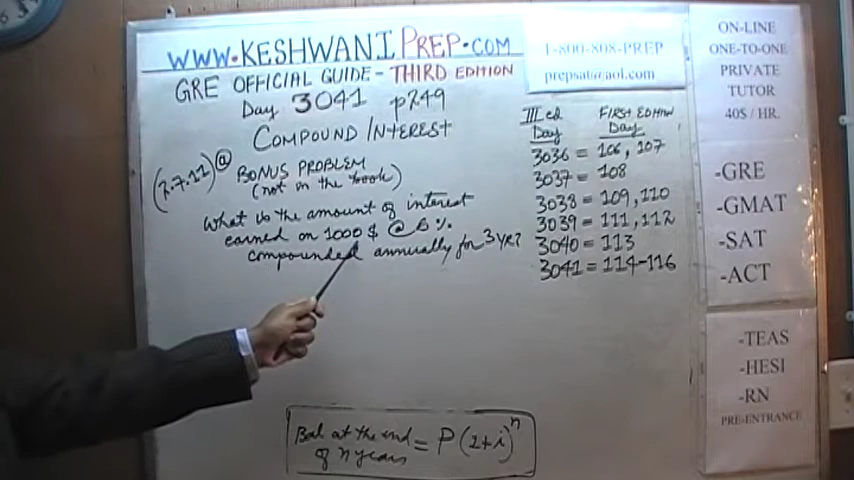 WWW.KESHWANIPREP.COM
GRE OFFICIAL GUIDE - THIRD EDITION
Day 3041 p249
COMPOUND INTEREST
(2.7.11)@ BONUS PROBLEM
(not in the book)
What is the amount of interest
earned on 1000 $ @ 6 %
compounded annually for 3 YR?
Bal at the end
of n years = P(1+i)^n
1-800-808-PREP
prepsat@aol.com
III ed FIRST EDITION
Day Day
3036 = 106, 107
3037 = 108
3038 = 109, 110
3039 = 111, 112
3040 = 113
3041 = 114-116
ON-LINE
ONE-TO-ONE
PRIVATE
TUTOR
40$ / HR.
-GRE
-GMAT
-SAT
-ACT
-TEAS
-HESI
-RN
PRE-ENTRANCE